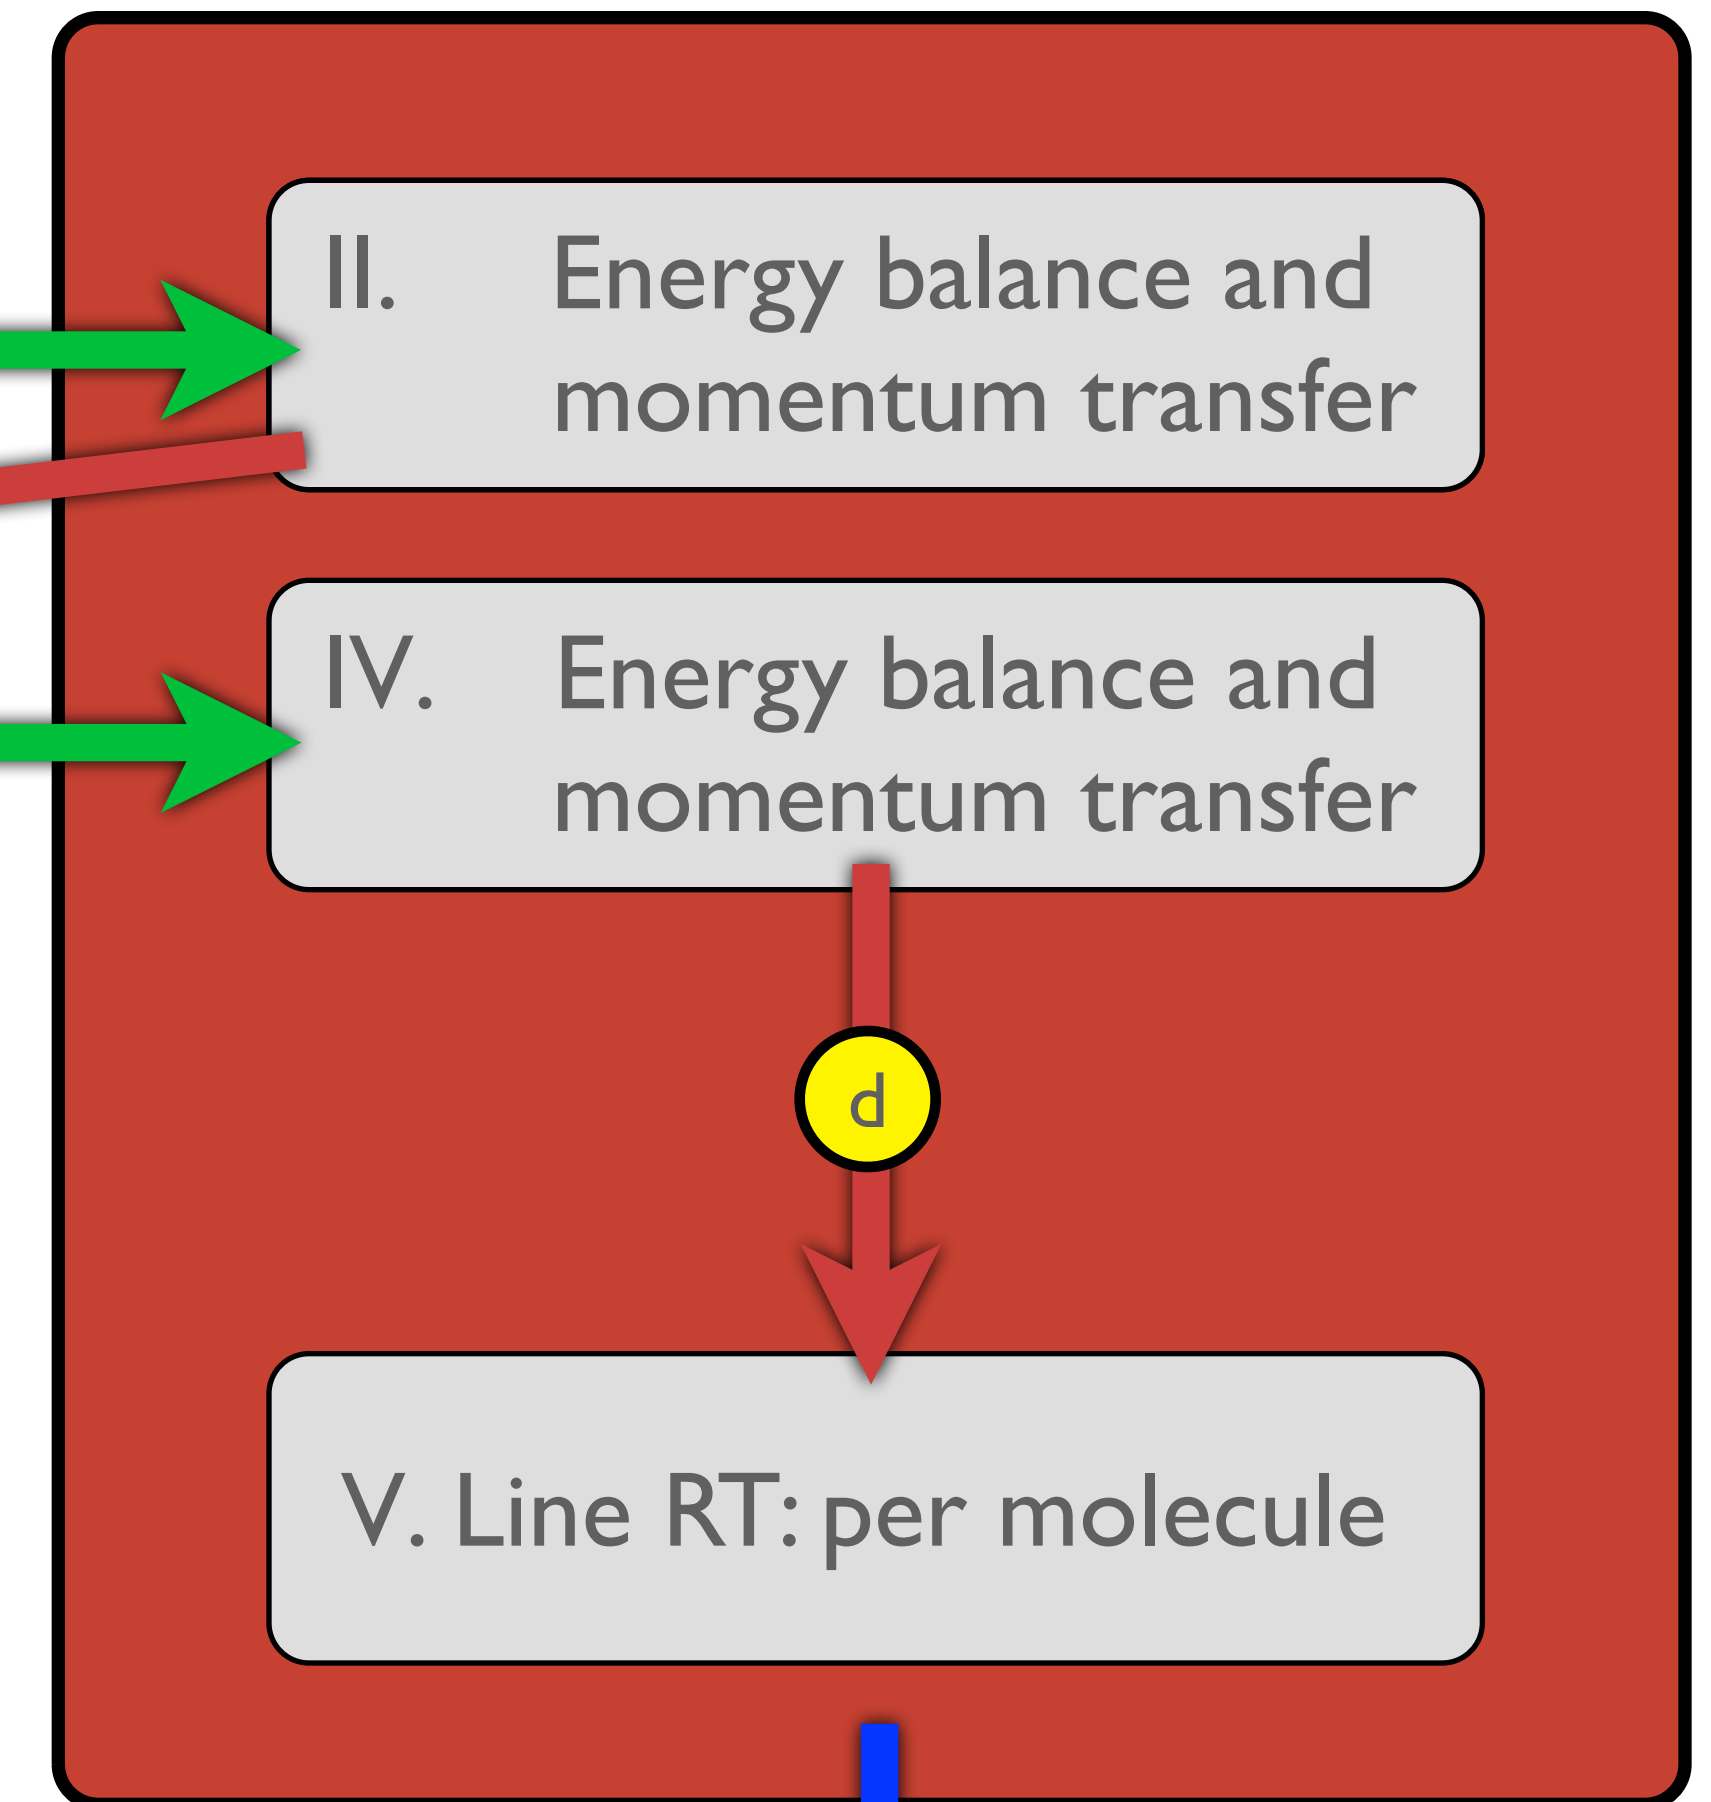 II. Energy balance and
momentum transfer
IV. Energy balance and
momentum transfer
d
V. Line RT: per molecule